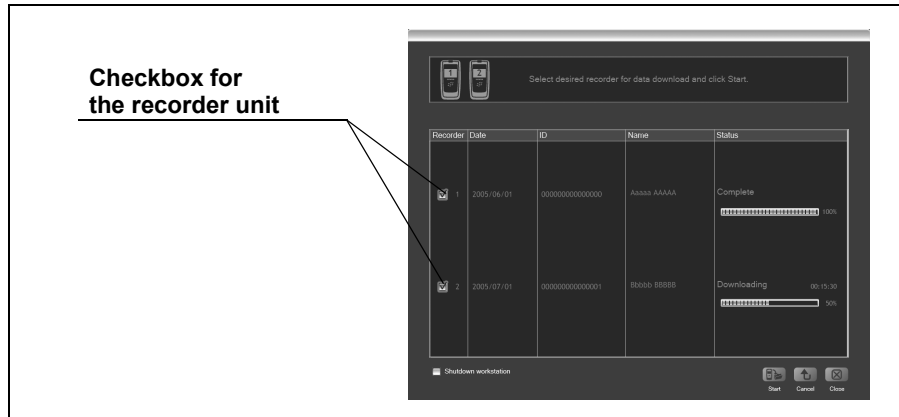 Checkbox for
the recorder unit
1 2
Select desired recorder for data download and click Start.
Recorder Date ID Name Status
1 2005/06/01 000000000000000 Aaaaa AAAAA Complete
100%
2 2005/07/01 000000000000001 Bbbbb BBBBB Downloading 00:15:30
50%
Shutdown workstation
Start Cancel Close